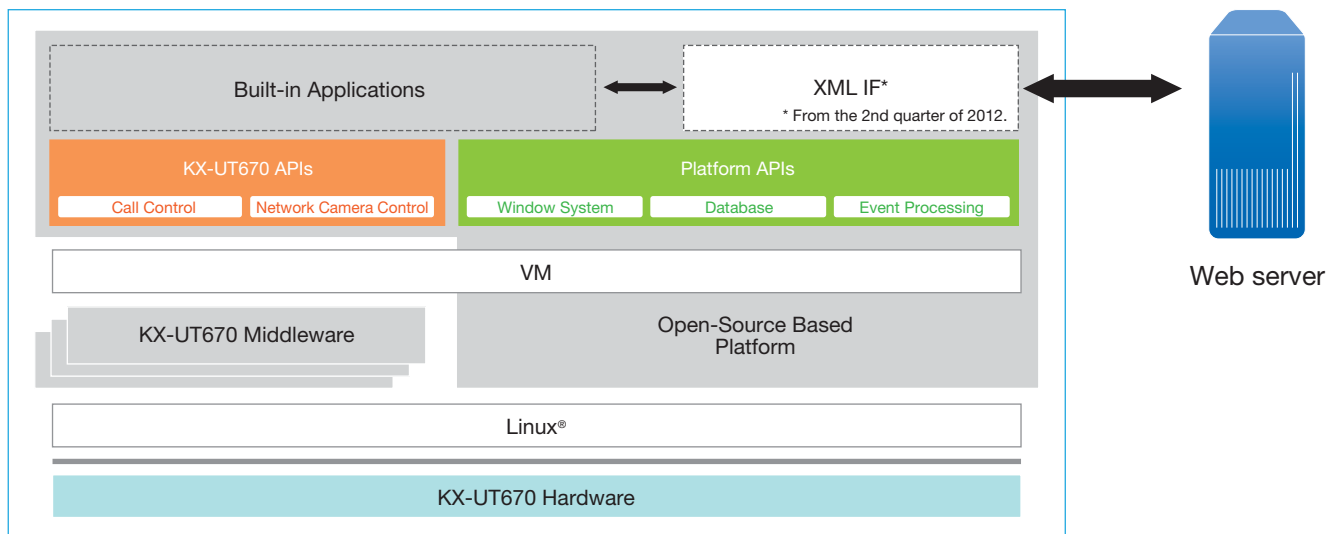 Built-in Applications
XML IF*
* From the 2nd quarter of 2012.
KX-UT670 APIs
Platform APIs
Call Control
Network Camera Control
Window System
Database
Event Processing
Web server
VM
KX-UT670 Middleware
Open-Source Based
Platform
Linux®
KX-UT670 Hardware